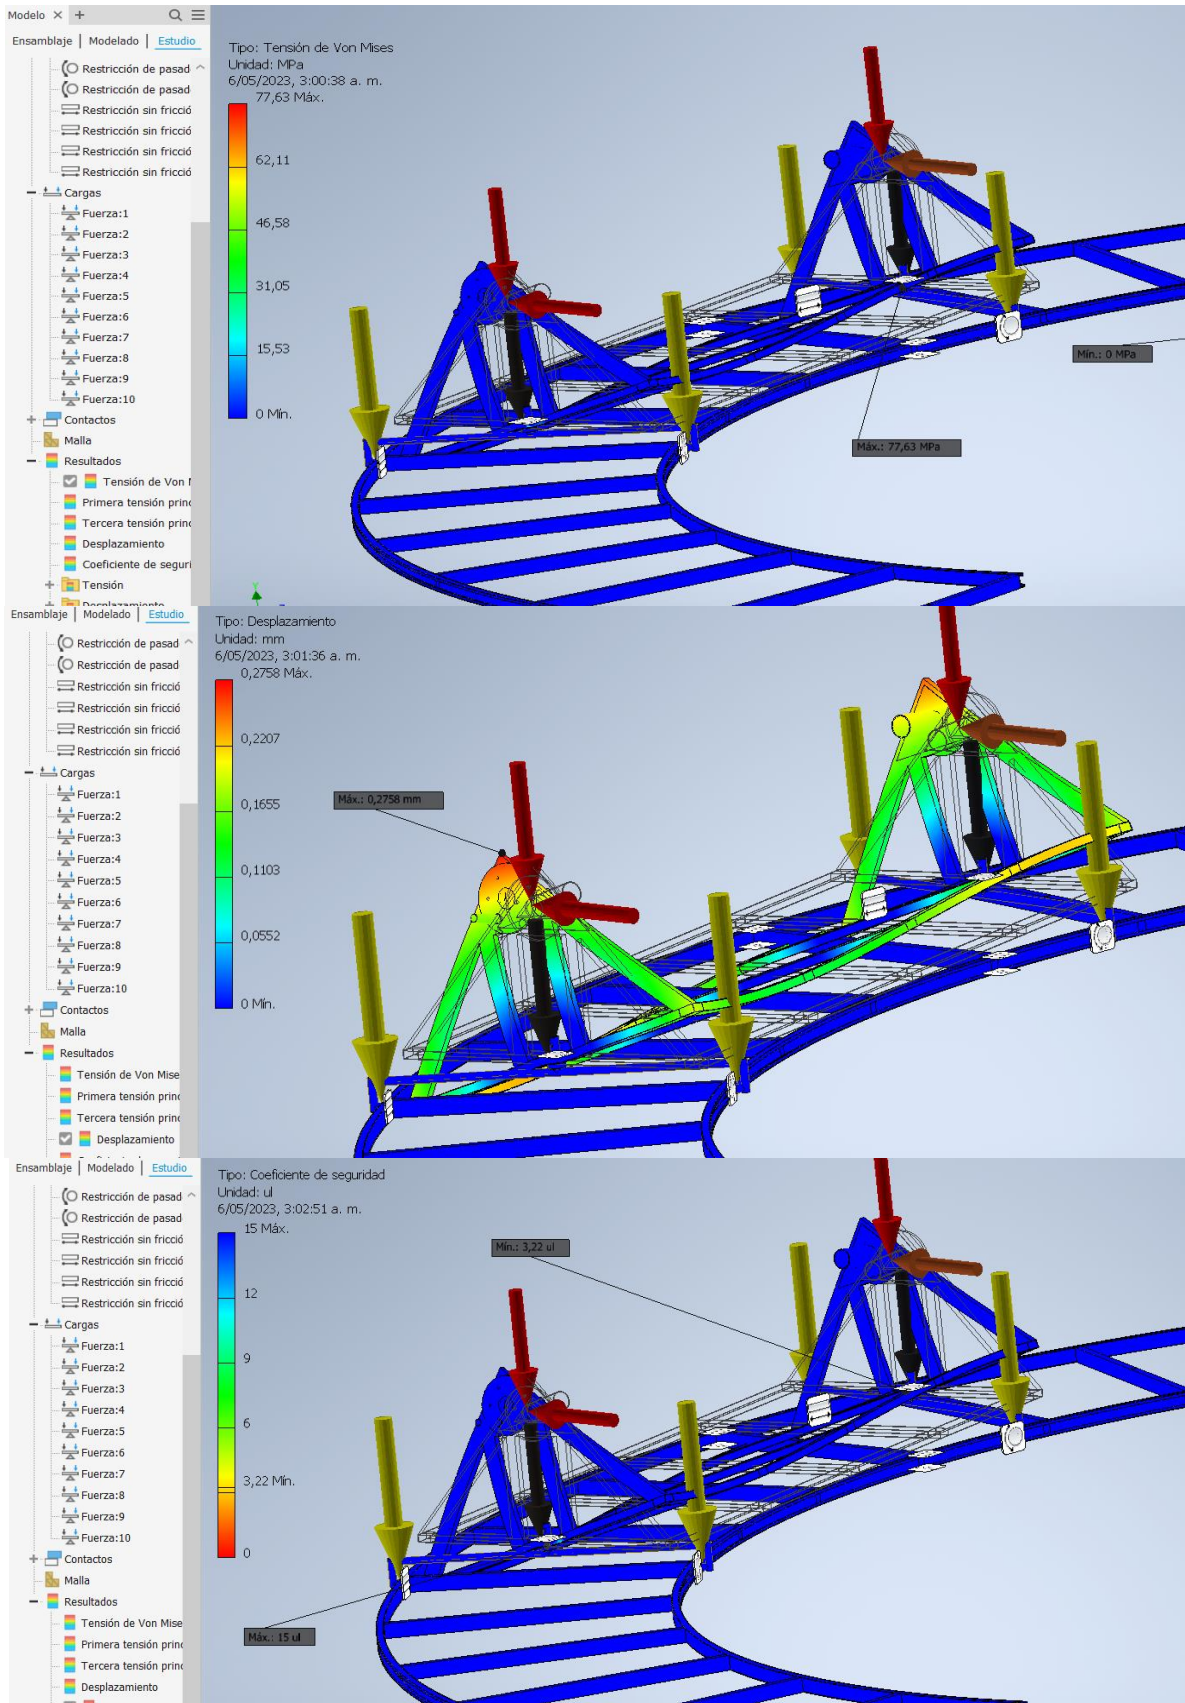 Modelo × +
Ensamblaje | Modelado | Estudio
Restricción de pasad
Restricción de pasad
Restricción sin fricció
Restricción sin fricció
Restricción sin fricció
Restricción sin fricció
Cargas
Fuerza:1
Fuerza:2
Fuerza:3
Fuerza:4
Fuerza:5
Fuerza:6
Fuerza:7
Fuerza:8
Fuerza:9
Fuerza:10
Contactos
Malla
Resultados
Tensión de Von M
Primera tensión princ
Tercera tensión princ
Desplazamiento
Coeficiente de seguri
Tensión
Desplazamiento
Tipo: Tensión de Von Mises
Unidad: MPa
6/05/2023, 3:00:38 a. m.
77,63 Máx.
62,11
46,58
31,05
15,53
0 Mín.
Mín.: 0 MPa
Máx.: 77,63 MPa
Y
Ensamblaje | Modelado | Estudio
Restricción de pasad
Restricción de pasad
Restricción sin fricció
Restricción sin fricció
Restricción sin fricció
Restricción sin fricció
Cargas
Fuerza:1
Fuerza:2
Fuerza:3
Fuerza:4
Fuerza:5
Fuerza:6
Fuerza:7
Fuerza:8
Fuerza:9
Fuerza:10
Contactos
Malla
Resultados
Tensión de Von Mise
Primera tensión princ
Tercera tensión princ
Desplazamiento
Tipo: Desplazamiento
Unidad: mm
6/05/2023, 3:01:36 a. m.
0,2758 Máx.
0,2207
0,1655
0,1103
0,0552
0 Mín.
Máx.: 0,2758 mm
Ensamblaje | Modelado | Estudio
Restricción de pasad
Restricción de pasad
Restricción sin fricció
Restricción sin fricció
Restricción sin fricció
Restricción sin fricció
Cargas
Fuerza:1
Fuerza:2
Fuerza:3
Fuerza:4
Fuerza:5
Fuerza:6
Fuerza:7
Fuerza:8
Fuerza:9
Fuerza:10
Contactos
Malla
Resultados
Tensión de Von Mise
Primera tensión princ
Tercera tensión princ
Desplazamiento
Tipo: Coeficiente de seguridad
Unidad: ul
6/05/2023, 3:02:51 a. m.
15 Máx.
12
9
6
3,22 Mín.
0
Mín.: 3,22 ul
Máx.: 15 ul